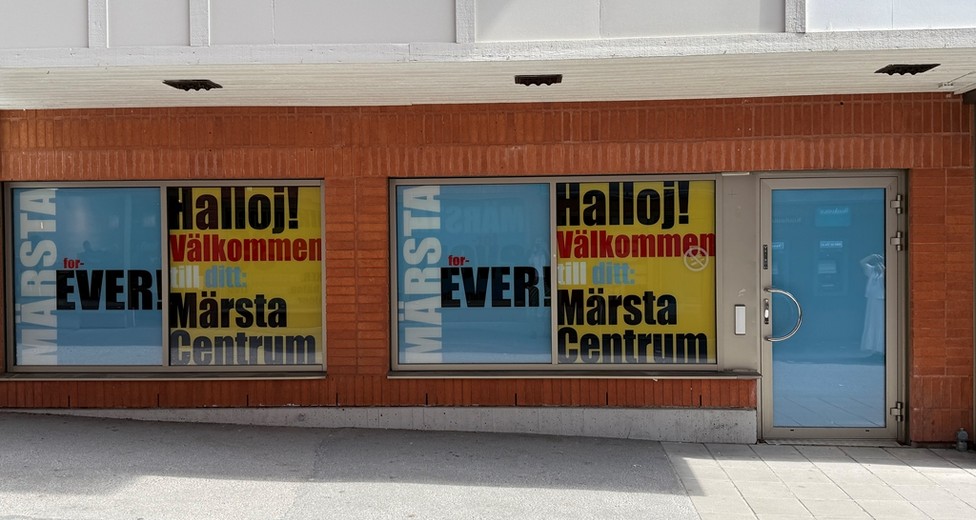 MÄRSTA
for-
EVER!
Halloj!
Välkommen
till ditt:
Märsta
Centrum
MÄRSTA
for-
EVER!
Halloj!
Välkommen
till ditt:
Märsta
Centrum